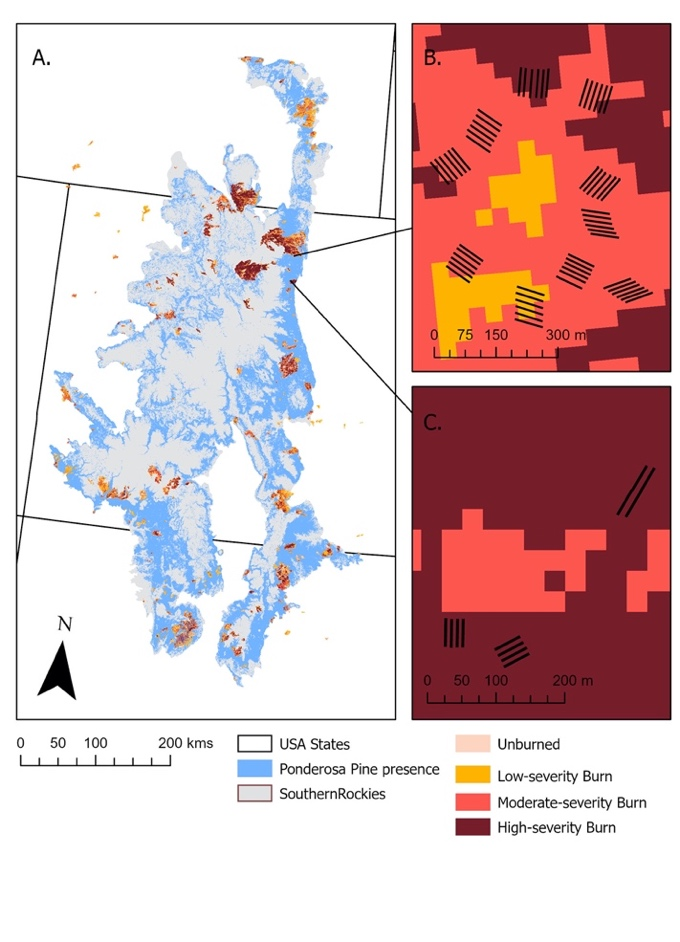 A.
B.
0 75 150 300 m
C.
0 50 100 200 m
N
0 50 100 200 kms
USA States
Ponderosa Pine presence
SouthernRockies
Unburned
Low-severity Burn
Moderate-severity Burn
High-severity Burn